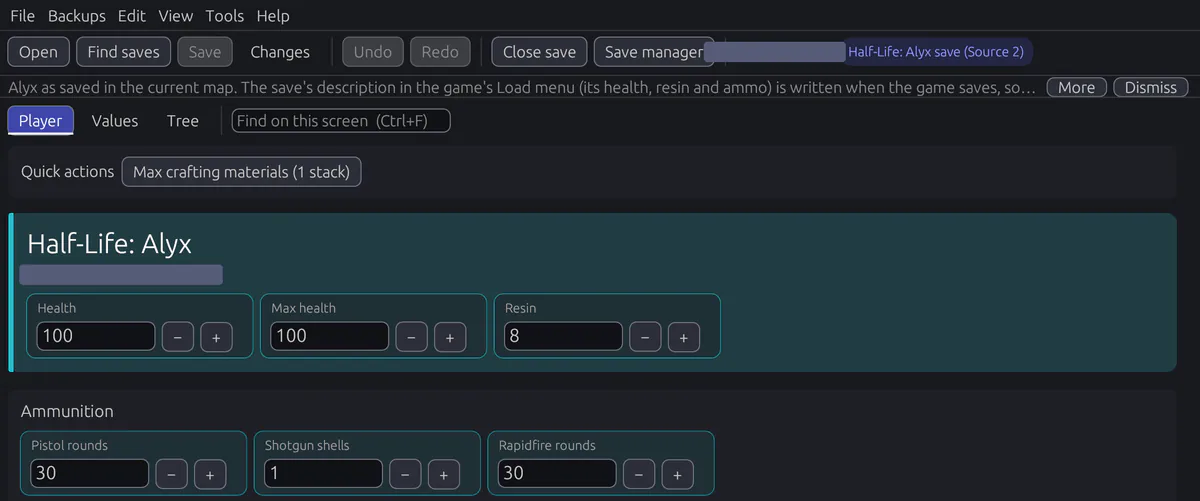 File Backups Edit View Tools Help
Open Find saves Save Changes Undo Redo Close save Save manager Half-Life: Alyx save (Source 2)
Alyx as saved in the current map. The save's description in the game's Load menu (its health, resin and ammo) is written when the game saves, so… More Dismiss
Player Values Tree Find on this screen (Ctrl+F)
Quick actions Max crafting materials (1 stack)
Half-Life: Alyx
Health Max health Resin
100 − + 100 − + 8 − +
Ammunition
Pistol rounds Shotgun shells Rapidfire rounds
30 − + 1 − + 30 − +